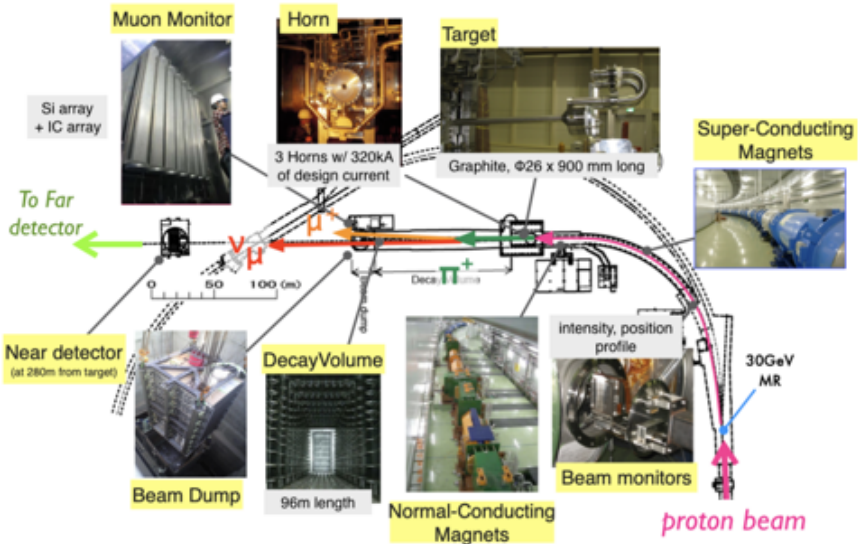 Muon Monitor
Horn
Target
Si array
+ IC array
3 Horns w/ 320kA
of design current
Graphite, Φ26 x 900 mm long
Super-Conducting
Magnets
To Far
detector
μ+
νμ
π+
DecayVolume
0 50 100 (m)
Near detector
(at 280m from target)
DecayVolume
intensity, position
profile
30GeV
MR
Beam Dump
96m length
Normal-Conducting
Magnets
Beam monitors
proton beam